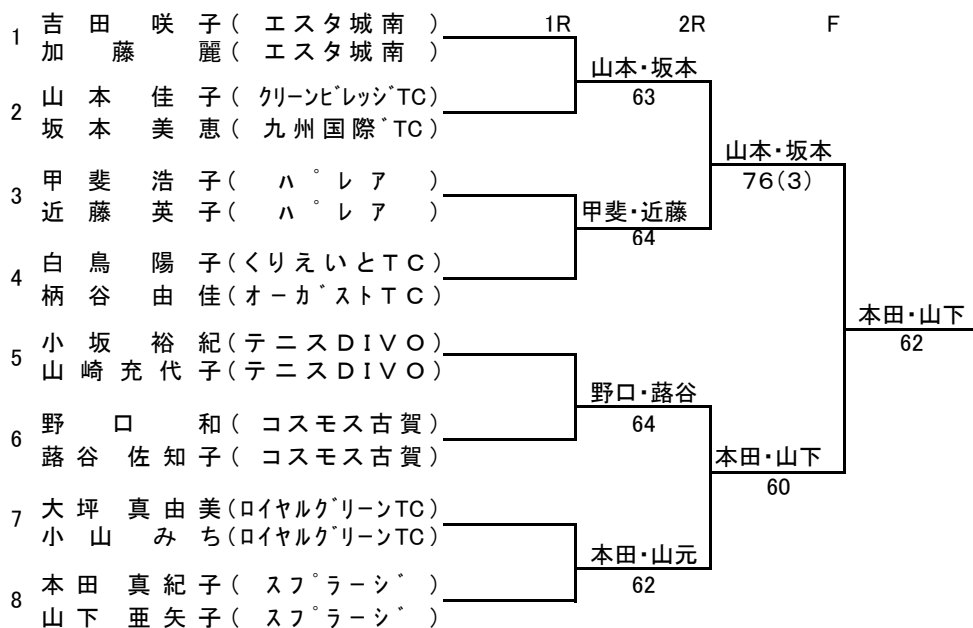 1R 2R F
1 吉田 咲子(エスタ城南)
加藤 麗(エスタ城南)
山本・坂本
63
2 山本 佳子(クリーンビレッジTC)
坂本 美恵(九州国際゛TC)
山本・坂本
76(3)
3 甲斐 浩子(パレア)
近藤 英子(パレア)
甲斐・近藤
64
4 白鳥 陽子(くりえいとTC)
柄谷 由佳(オーガストTC)
本田・山下
62
5 小坂 裕紀(テニスDIVO)
山崎 充代子(テニスDIVO)
野口・蕗谷
64
6 野口 和(コスモス古賀)
蕗谷 佐知子(コスモス古賀)
本田・山下
60
7 大坪 真由美(ロイヤルグリーンTC)
小山 みち(ロイヤルグリーンTC)
本田・山元
62
8 本田 真紀子(スプラージ)
山下 亜矢子(スプラージ)